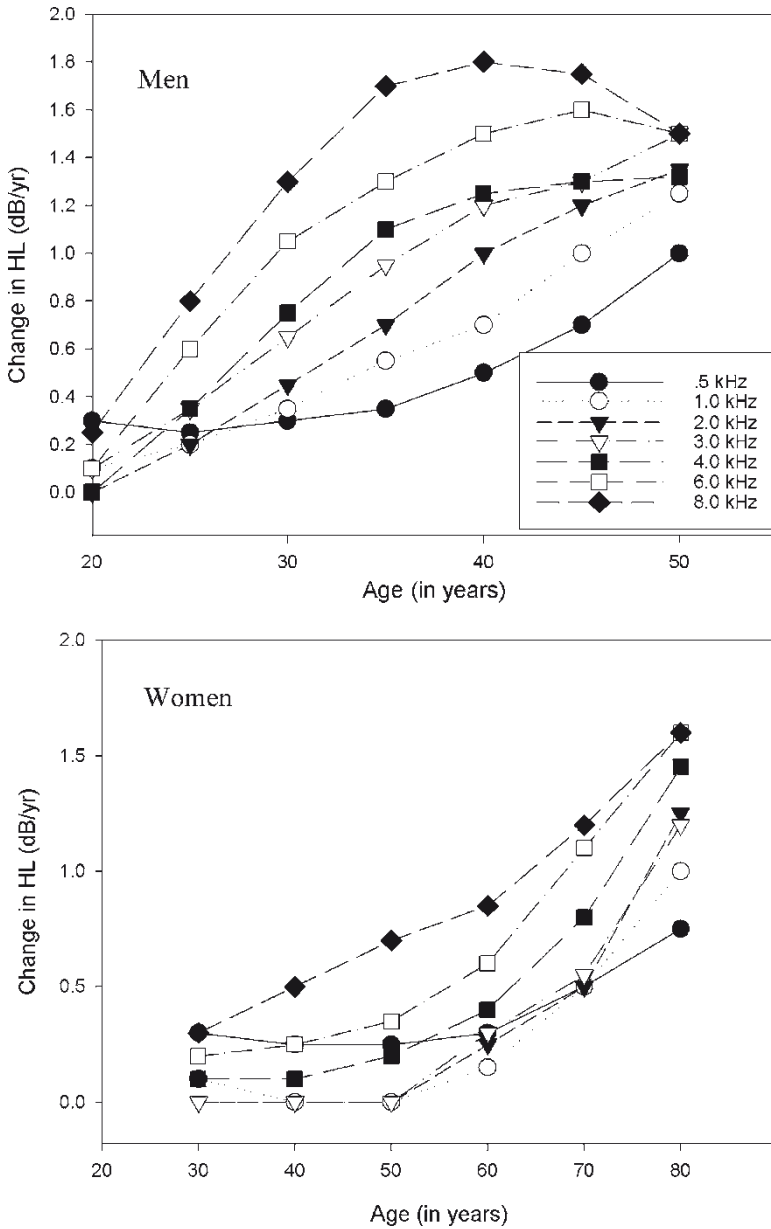 2.0
1.8
1.6
1.4
1.2
1.0
0.8
0.6
0.4
0.2
0.0
Change in HL (dB/yr)
Men
.5 kHz
1.0 kHz
2.0 kHz
3.0 kHz
4.0 kHz
6.0 kHz
8.0 kHz
20 30 40 50
Age (in years)
2.0
1.5
1.0
0.5
0.0
Change in HL (dB/yr)
Women
20 30 40 50 60 70 80
Age (in years)